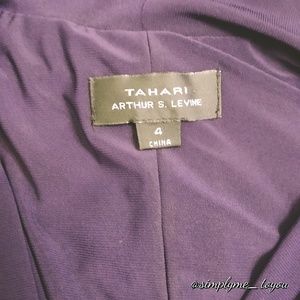 TAHARI
ARTHUR S. LEVINE
4
CHINA
@simplyme_toyou